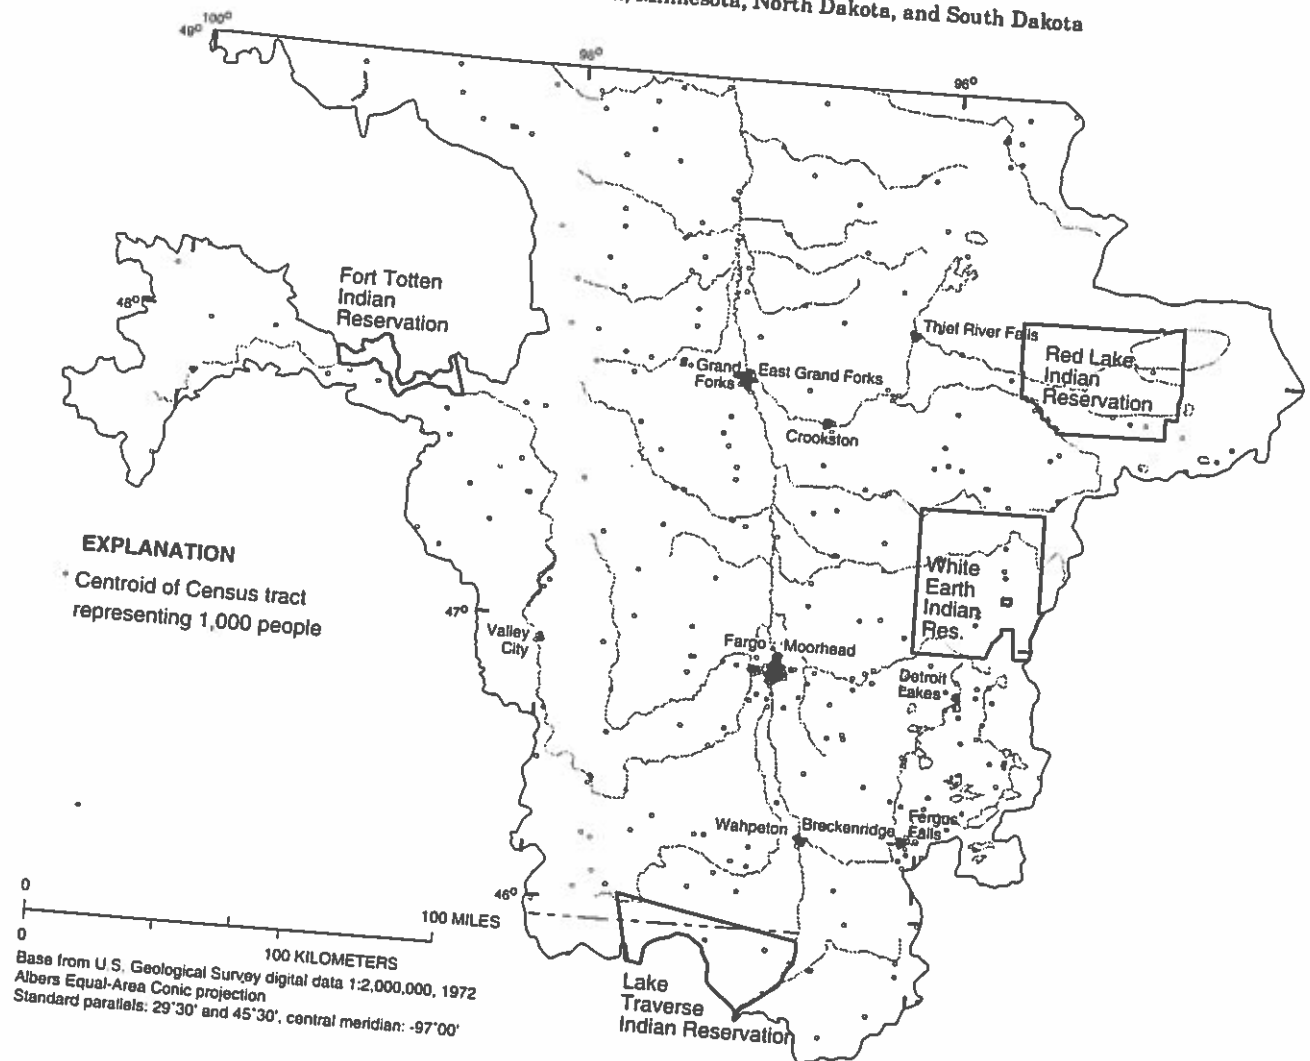 Minnesota, North Dakota, and South Dakota
100°
49°
98°
96°
Fort Totten
Indian
Reservation
48°
Thief River Falls
Red Lake
Indian
Reservation
Grand
Forks
East Grand Forks
Crookston
EXPLANATION
Centroid of Census tract
representing 1,000 people
White
Earth
Indian
Res.
47°
Valley
City
Fargo
Moorhead
Detroit
Lakes
Wahpeton
Breckenridge
Fergus
Falls
46°
0
100 MILES
0
100 KILOMETERS
Base from U.S. Geological Survey digital data 1:2,000,000, 1972
Albers Equal-Area Conic projection
Standard parallels: 29°30' and 45°30', central meridian: -97°00'
Lake
Traverse
Indian Reservation